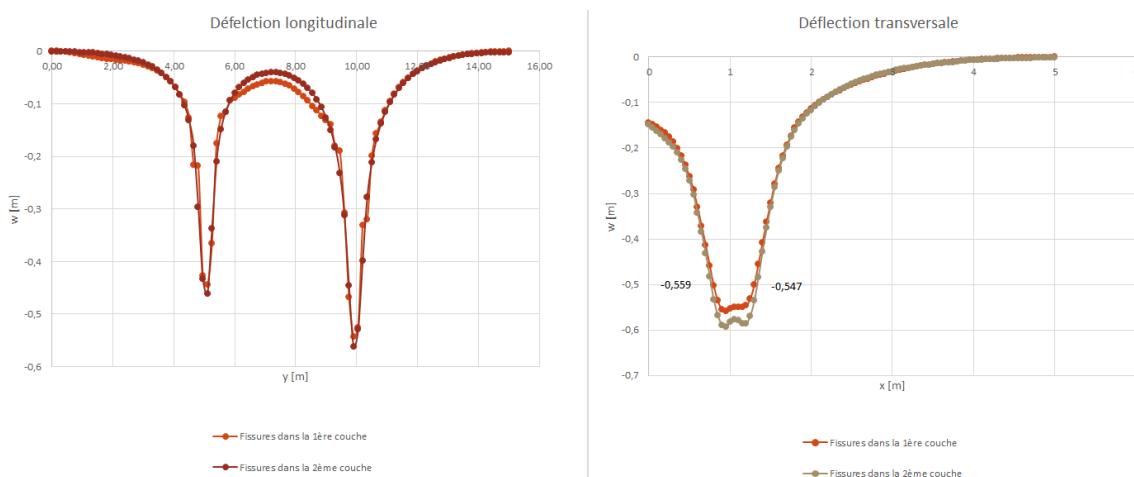 Défelction longitudinale
0
0,00 2,00 4,00 6,00 8,00 10,00 12,00 14,00 16,00
-0,1
-0,2
-0,3
-0,4
-0,5
-0,6
w [m]
y [m]
Fissures dans la 1ère couche
Fissures dans la 2ème couche
Déflection transversale
0
0 1 2 3 4 5
-0,1
-0,2
-0,3
-0,4
-0,5
-0,6
-0,7
w [m]
-0,559
-0,547
x [m]
Fissures dans la 1ère couche
Fissures dans la 2ème couche